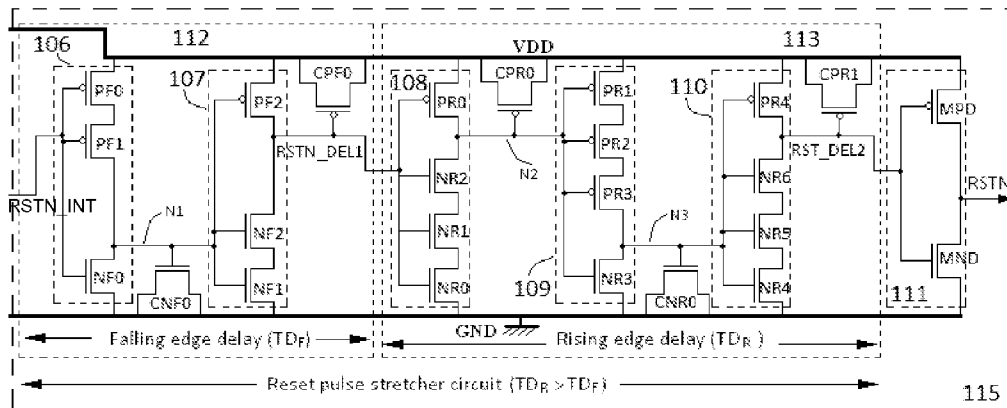 106
112
VDD
113
CPF0
CPR0
CPR1
107
108
110
PF0
PF2
PR0
PR1
PR4
MPD
PF1
RSTN_DEL1
PR2
RST_DEL2
NR2
N2
PR3
NR6
RSTN
RSTN_INT
N1
NF2
NR1
N3
NR5
MND
NF0
NF1
NR0
109
NR3
NR4
111
CNF0
CNR0
GND
Falling edge delay (TDF)
Rising edge delay (TDR )
Reset pulse stretcher circuit (TDR > TDF)
115